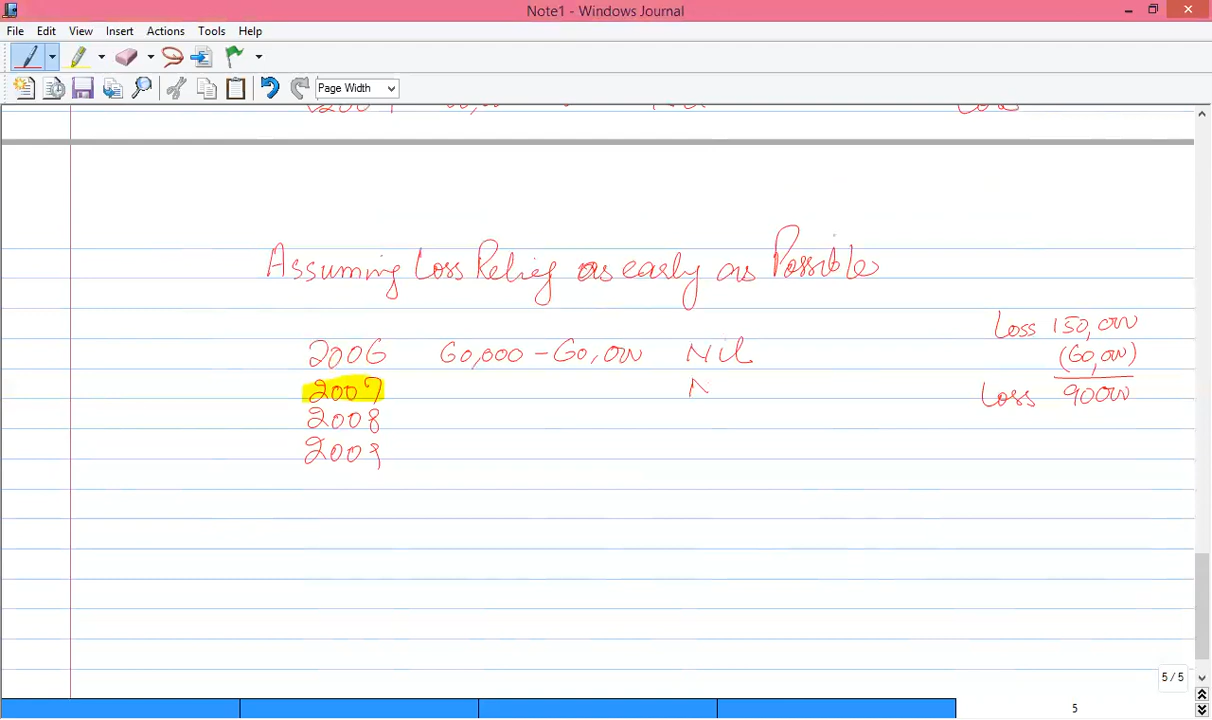 Note1 - Windows Journal
File Edit View Insert Actions Tools Help
Page Width
Assuming Loss Relief as early as Possible
Loss 150,000
2006 60,000 - 60,000 Nil (60,000)
2007 N Loss 90000
2008
2009
5 / 5
5